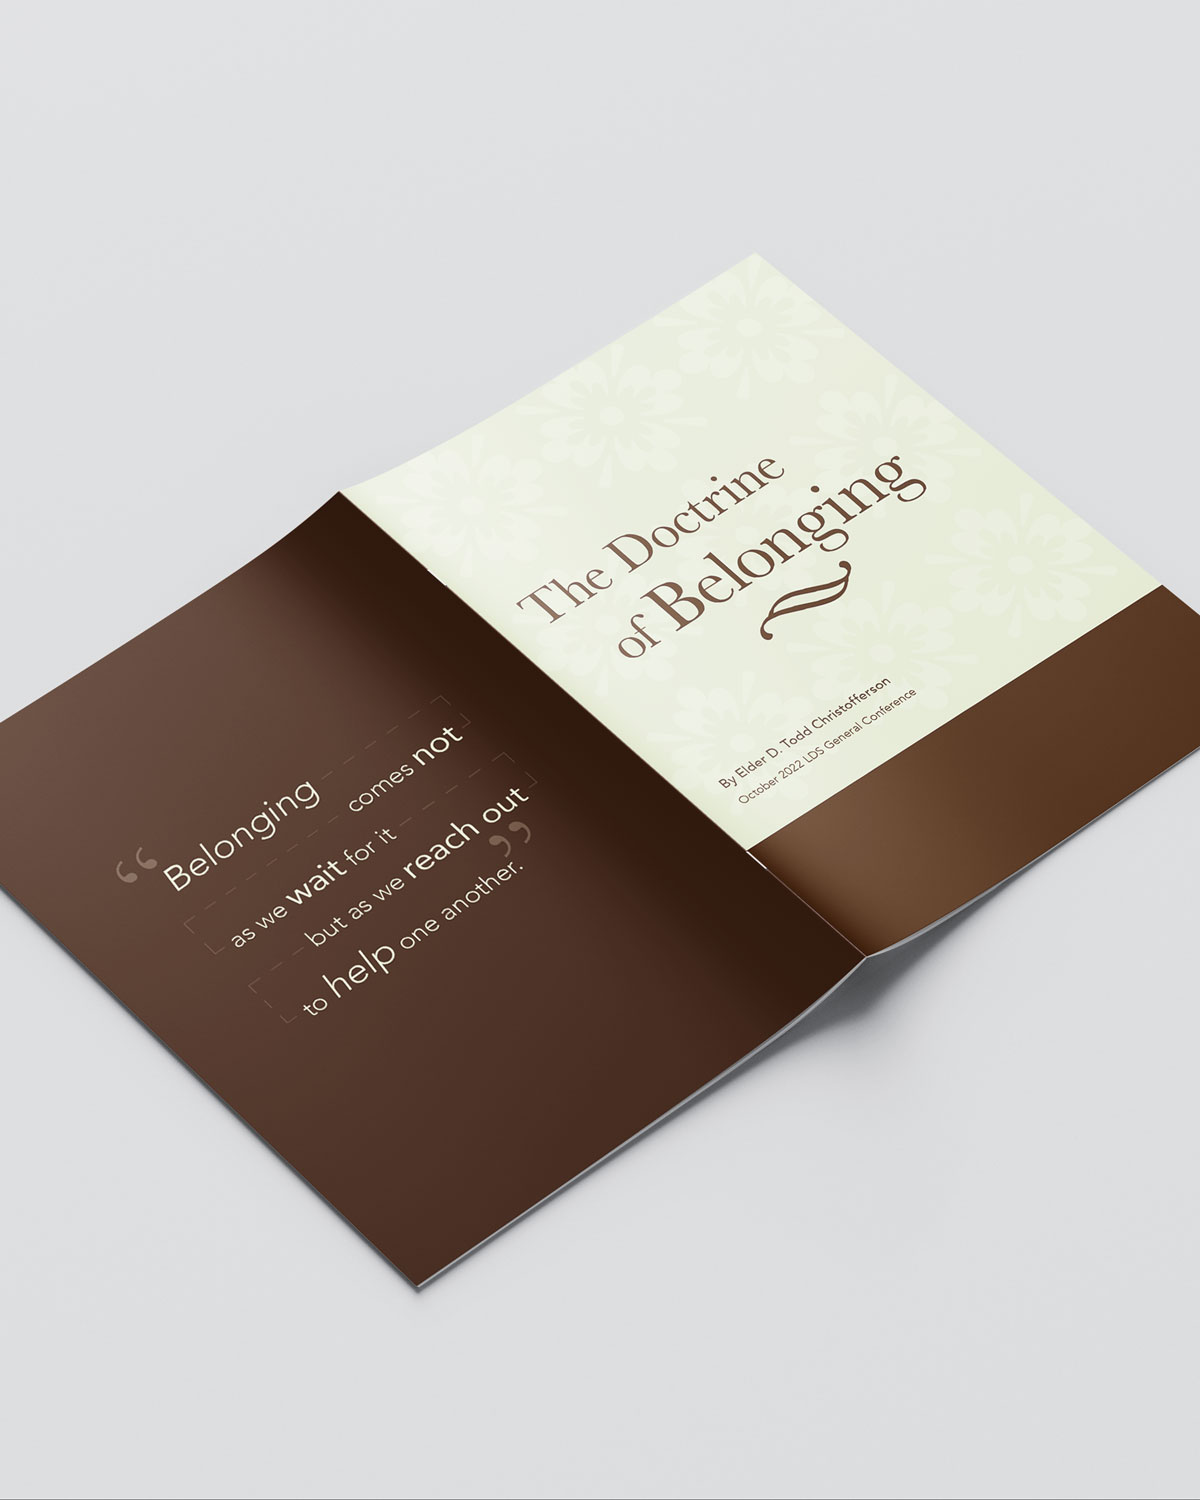 The Doctrine
of Belonging
By Elder D. Todd Christofferson
October 2022 LDS General Conference
“Belonging
comes not
as we wait for it
but as we reach out
to help one another.”